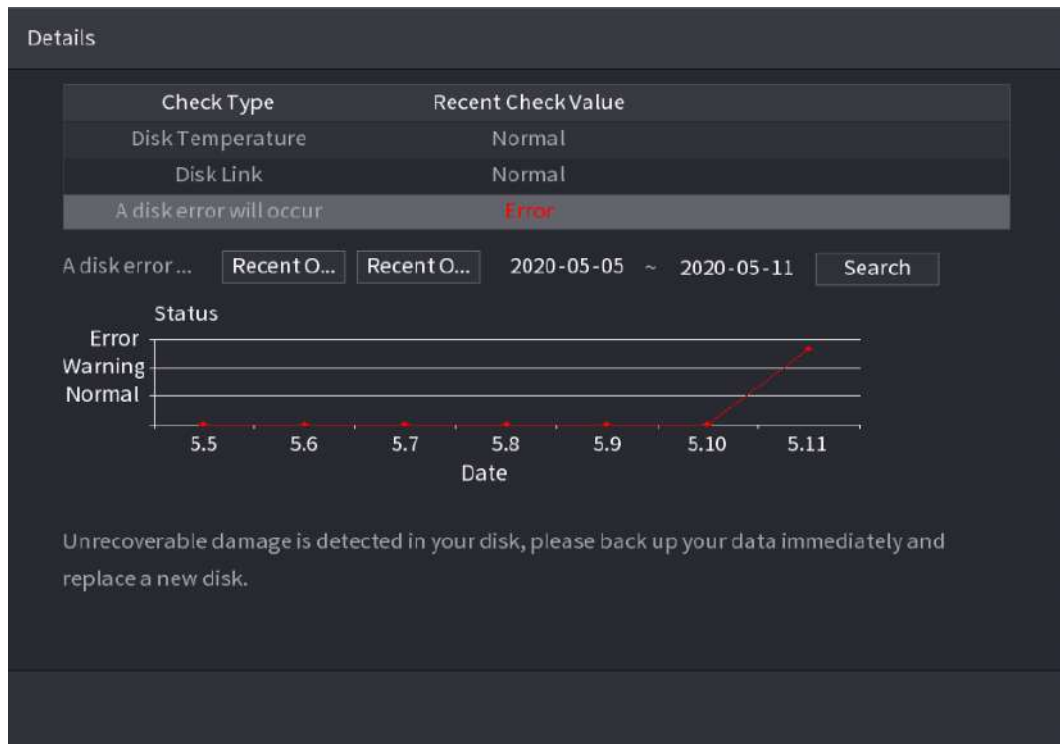 Details
Check Type Recent Check Value
Disk Temperature Normal
Disk Link Normal
A disk error will occur Error
A disk error ... Recent O... Recent O... 2020-05-05 ~ 2020-05-11 Search
Status
Error
Warning
Normal
5.5 5.6 5.7 5.8 5.9 5.10 5.11
Date
Unrecoverable damage is detected in your disk, please back up your data immediately and
replace a new disk.